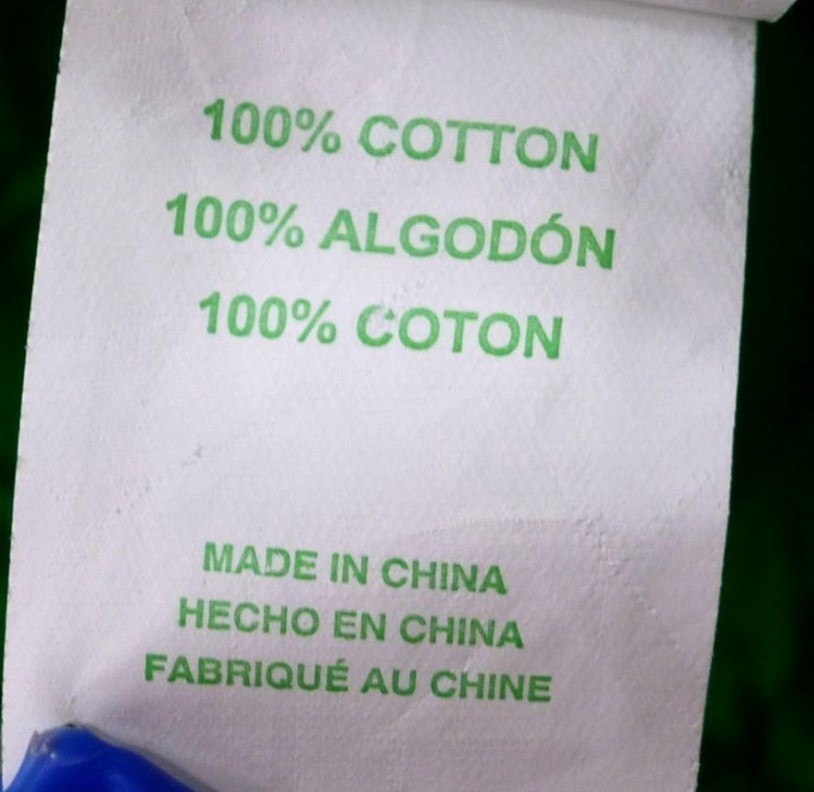 100% COTTON
100% ALGODÓN
100% COTON
MADE IN CHINA
HECHO EN CHINA
FABRIQUÉ AU CHINE